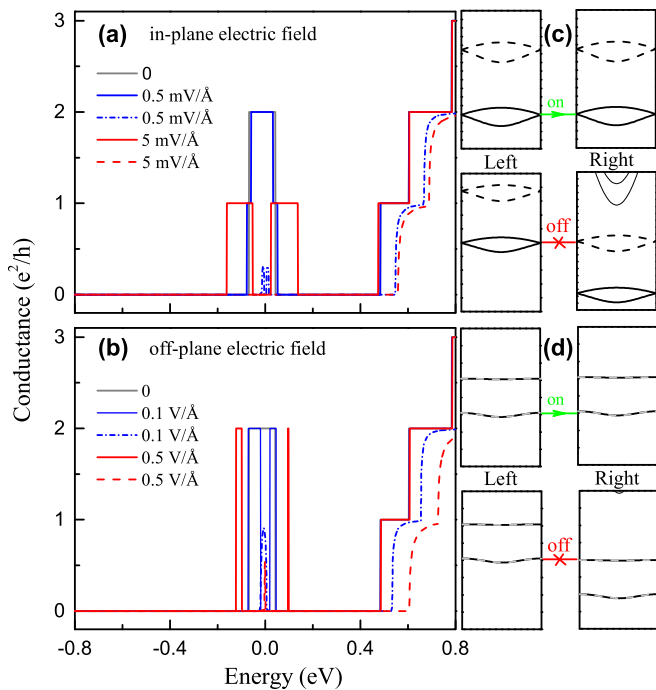 (a) in-plane electric field
0
0.5 mV/Å
0.5 mV/Å
5 mV/Å
5 mV/Å
3
2
1
0
(c)
on
Left
Right
off
Conductance (e²/h)
(b) off-plane electric field
0
0.1 V/Å
0.1 V/Å
0.5 V/Å
0.5 V/Å
3
2
1
0
(d)
on
Left
Right
off
-0.8
-0.4
0.0
0.4
0.8
Energy (eV)